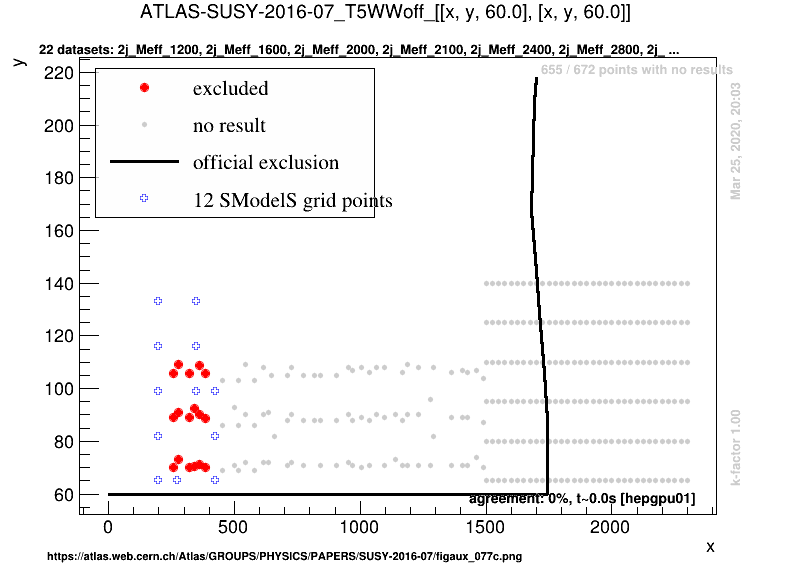 ATLAS-SUSY-2016-07_T5WWoff_[[x, y, 60.0], [x, y, 60.0]]
22 datasets: 2j_Meff_1200, 2j_Meff_1600, 2j_Meff_2000, 2j_Meff_2100, 2j_Meff_2400, 2j_Meff_2800, 2j_ ...
y
655 / 672 points with no results
excluded
no result
official exclusion
12 SModelS grid points
Mar 25, 2020, 20:03
k-factor 1.00
220
200
180
160
140
120
100
80
60
agreement: 0%, t~0.0s [hepgpu01]
0
500
1000
1500
2000
x
https://atlas.web.cern.ch/Atlas/GROUPS/PHYSICS/PAPERS/SUSY-2016-07/figaux_077c.png